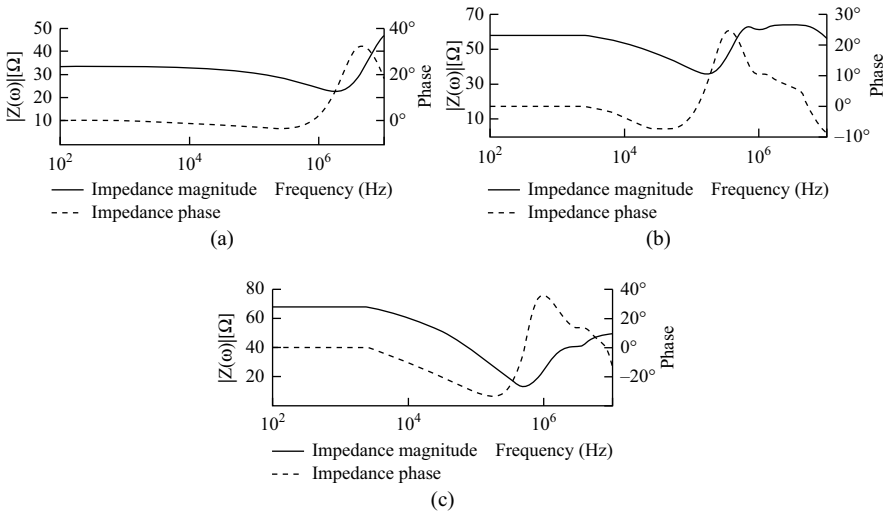 50
40
30
20
10
|Z(ω)|[Ω]
40°
20°
0°
Phase
10²
10⁴
10⁶
Impedance magnitude Frequency (Hz)
Impedance phase
(a)
70
50
30
10
|Z(ω)|[Ω]
30°
20°
10°
0°
−10°
Phase
10²
10⁴
10⁶
Impedance magnitude Frequency (Hz)
Impedance phase
(b)
80
60
40
20
|Z(ω)|[Ω]
40°
20°
0°
−20°
Phase
10²
10⁴
10⁶
Impedance magnitude Frequency (Hz)
Impedance phase
(c)